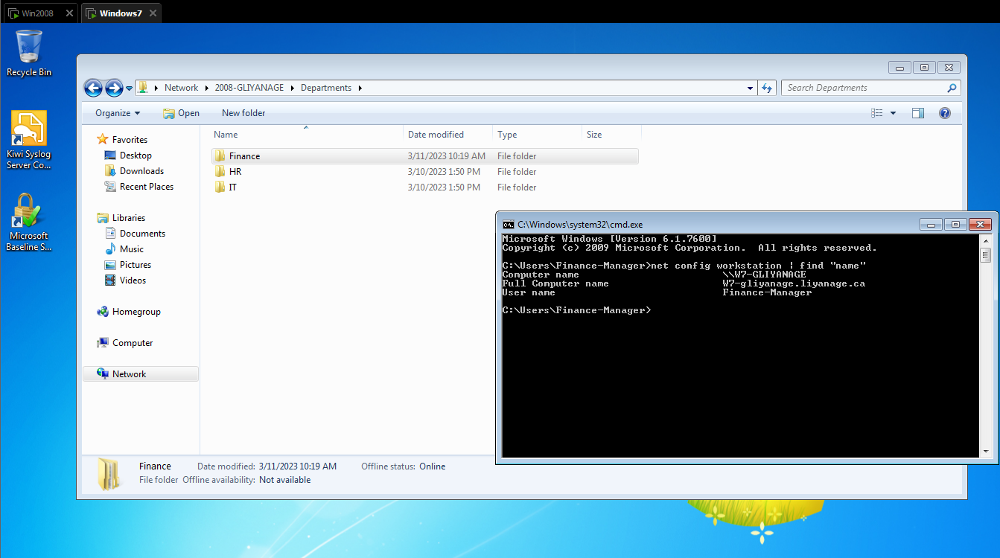 Win2008
Windows7
Recycle Bin
Kiwi Syslog
Server Co...
Microsoft
Baseline S...
Network 2008-GLIYANAGE Departments
Search Departments
Organize Open New folder
Favorites
Desktop
Downloads
Recent Places
Libraries
Documents
Music
Pictures
Videos
Homegroup
Computer
Network
Name Date modified Type Size
Finance 3/11/2023 10:19 AM File folder
HR 3/10/2023 1:50 PM File folder
IT 3/10/2023 1:50 PM File folder
Finance Date modified: 3/11/2023 10:19 AM Offline status: Online
File folder Offline availability: Not available
C:\Windows\system32\cmd.exe
Microsoft Windows [Version 6.1.7600]
Copyright (c) 2009 Microsoft Corporation. All rights reserved.
C:\Users\Finance-Manager>net config workstation | find "name"
Computer name \\W7-GLIYANAGE
Full Computer name W7-gliyanage.liyanage.ca
User name Finance-Manager
C:\Users\Finance-Manager>